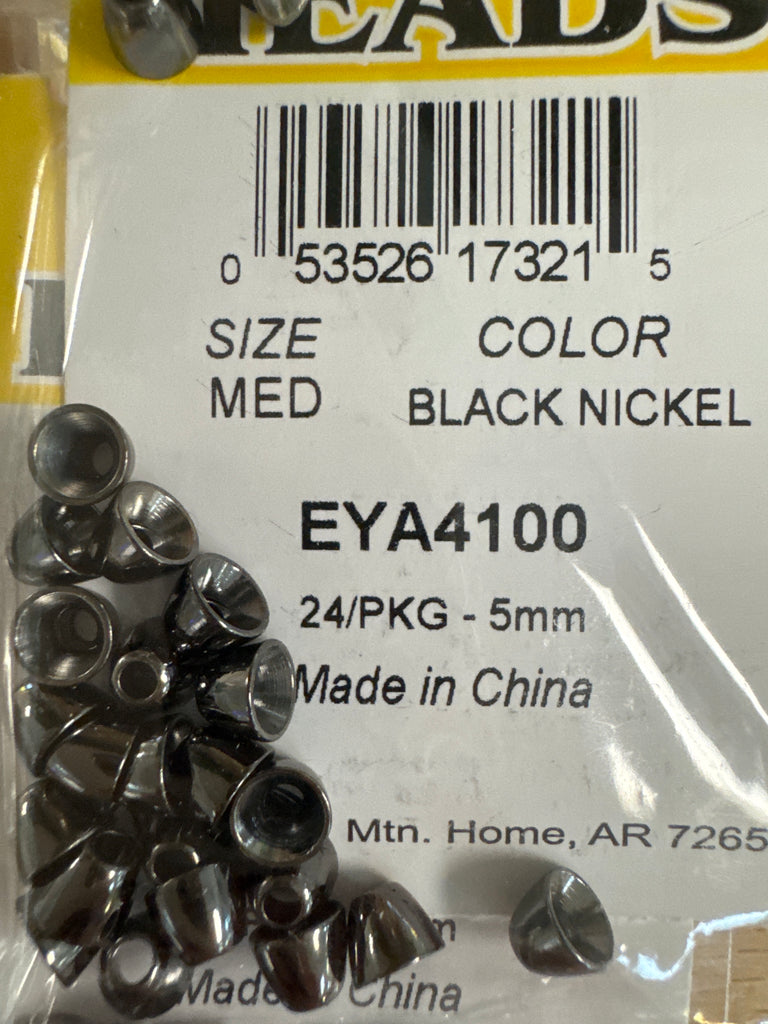 EADS
0 53526 17321 5
SIZE COLOR
MED BLACK NICKEL
EYA4100
24/PKG - 5mm
Made in China
Mtn. Home, AR 7265
Made China